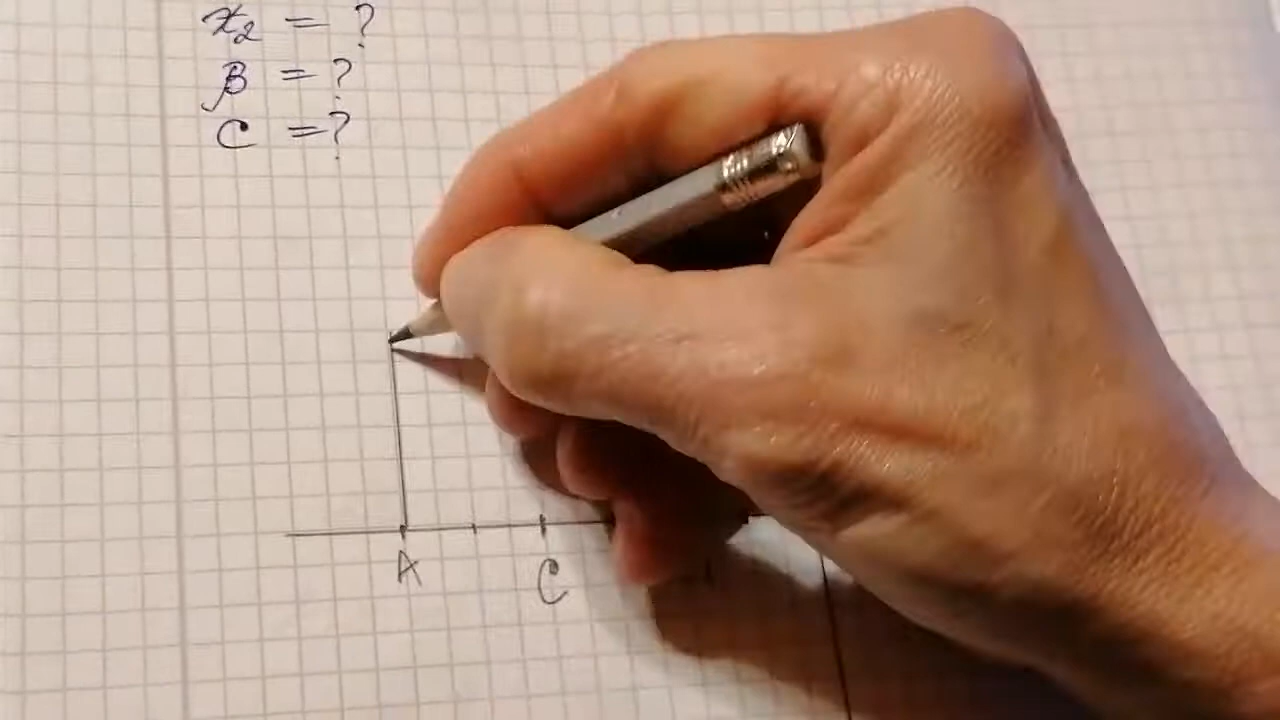 x₂ = ?
β = ?
C = ?
A
C